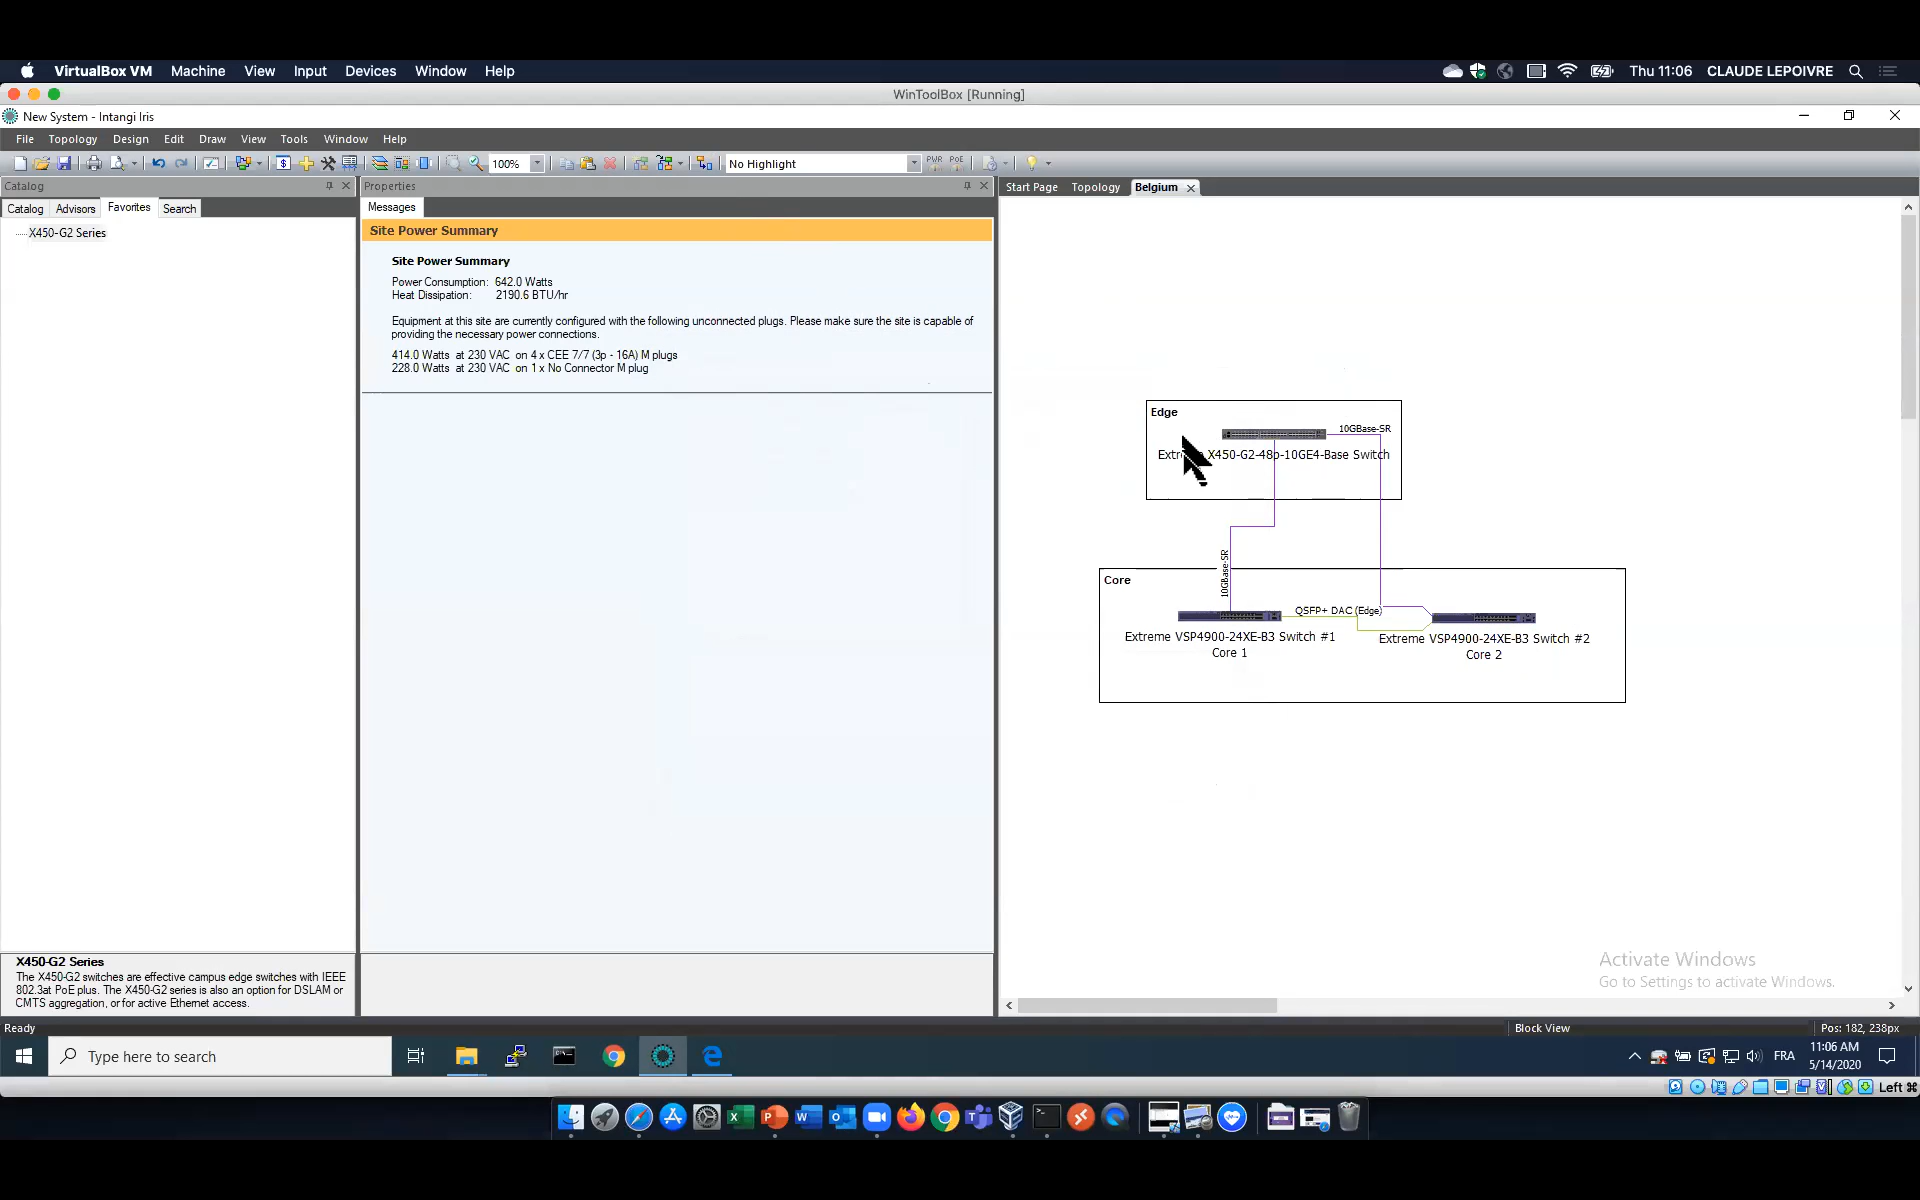 VirtualBox VM Machine View Input Devices Window Help Thu 11:06 CLAUDE LEPOIVRE
WinToolBox [Running]
New System - Intangi Iris
File Topology Design Edit Draw View Tools Window Help
100% No Highlight PWR PoE
Catalog
Properties
Start Page Topology Belgium
Catalog Advisors Favorites Search
Messages
X450-G2 Series
Site Power Summary
Site Power Summary
Power Consumption: 642.0 Watts
Heat Dissipation: 2190.6 BTU/hr
Equipment at this site are currently configured with the following unconnected plugs. Please make sure the site is capable of
providing the necessary power connections.
414.0 Watts at 230 VAC on 4 x CEE 7/7 (3p - 16A) M plugs
228.0 Watts at 230 VAC on 1 x No Connector M plug
Edge
10GBase-SR
X450-G2-48p-10GE4-Base Switch
10GBase-SR
Core
QSFP+ DAC (Edge)
Extreme VSP4900-24XE-B3 Switch #1
Core 1
Extreme VSP4900-24XE-B3 Switch #2
Core 2
Activate Windows
Go to Settings to activate Windows.
X450-G2 Series
The X450-G2 switches are effective campus edge switches with IEEE
802.3at PoE plus. The X450-G2 series is also an option for DSLAM or
CMTS aggregation, or for active Ethernet access.
Ready
Block View
Pos: 182, 238px
Type here to search
FRA
11:06 AM
5/14/2020
Left ⌘